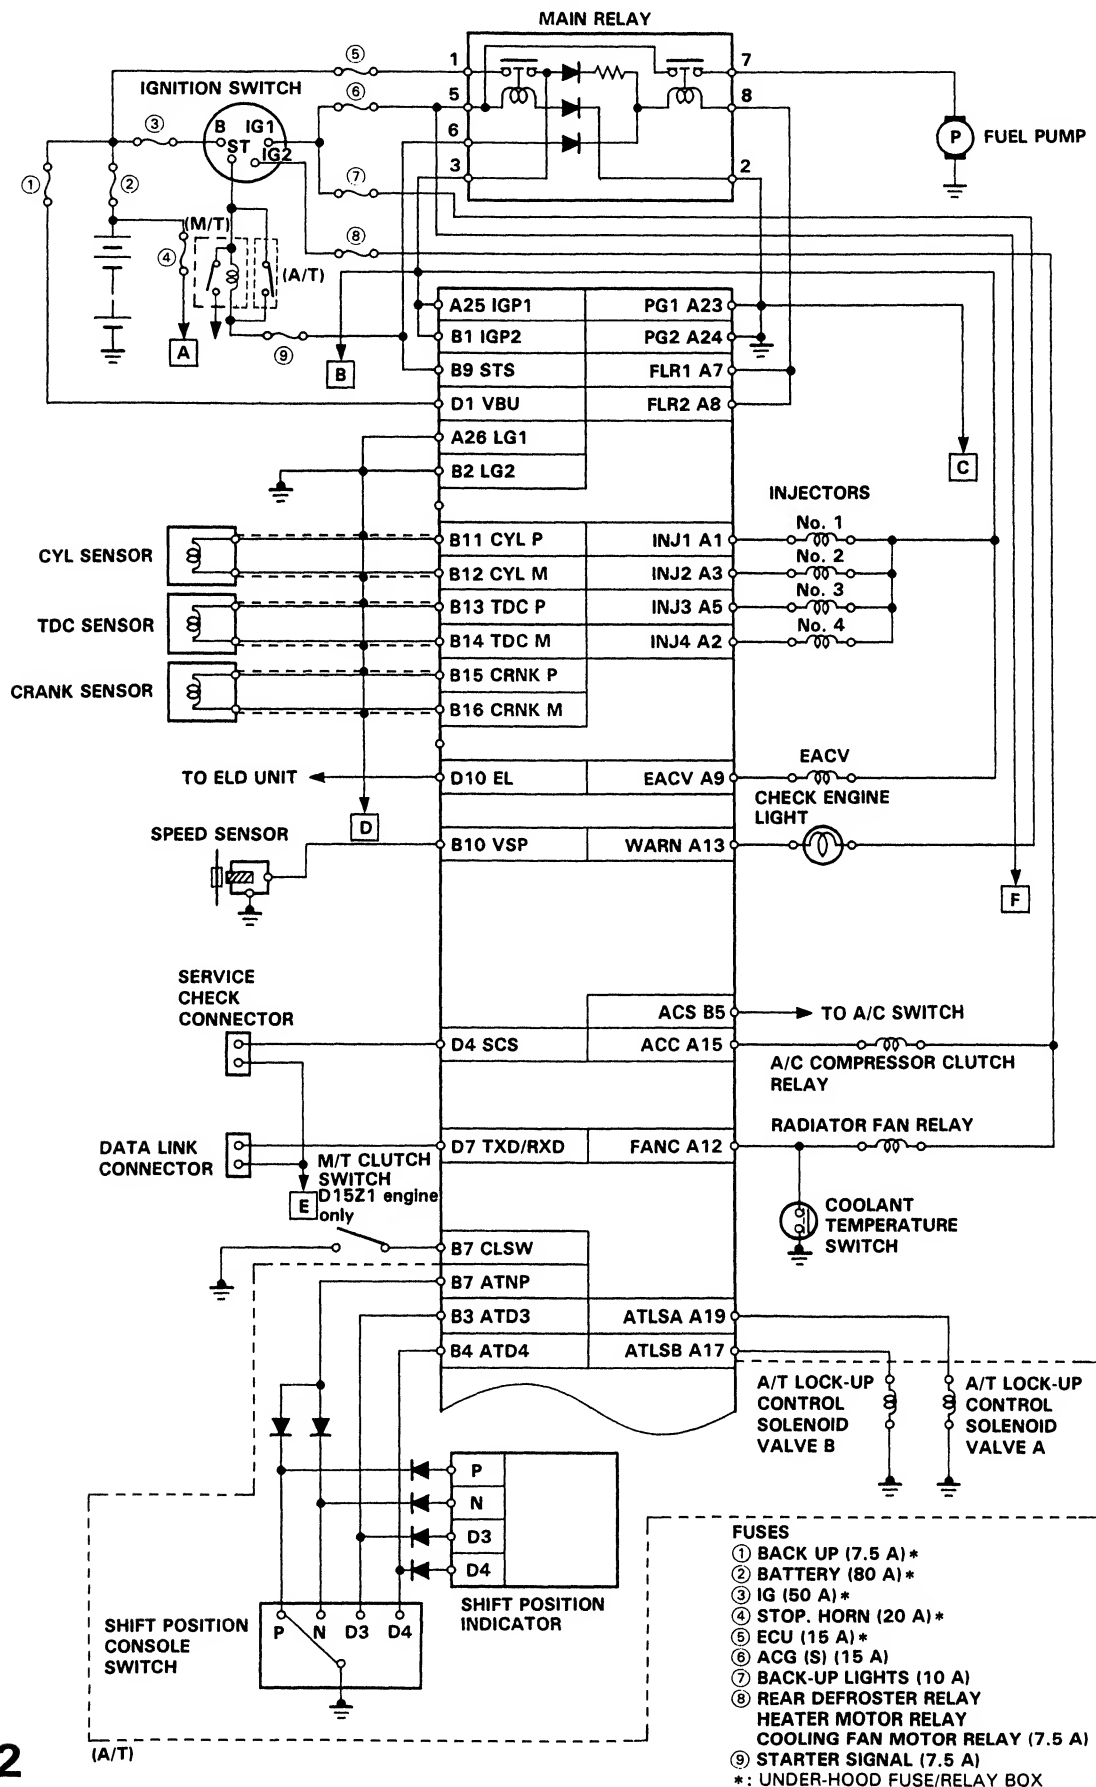 MAIN RELAY
⑤
1
7
IGNITION SWITCH
⑥
5
8
③
B
IG1
ST
IG2
6
P
FUEL PUMP
①
②
⑦
3
2
(M/T)
④
(A/T)
⑧
A
⑨
B
A25 IGP1
PG1 A23
B1 IGP2
PG2 A24
B9 STS
FLR1 A7
D1 VBU
FLR2 A8
A26 LG1
B2 LG2
C
INJECTORS
No. 1
CYL SENSOR
B11 CYL P
INJ1 A1
No. 2
B12 CYL M
INJ2 A3
No. 3
TDC SENSOR
B13 TDC P
INJ3 A5
No. 4
B14 TDC M
INJ4 A2
CRANK SENSOR
B15 CRNK P
B16 CRNK M
EACV
TO ELD UNIT
D10 EL
EACV A9
CHECK ENGINE
LIGHT
D
SPEED SENSOR
B10 VSP
WARN A13
F
SERVICE
CHECK
CONNECTOR
ACS B5
TO A/C SWITCH
D4 SCS
ACC A15
A/C COMPRESSOR CLUTCH
RELAY
RADIATOR FAN RELAY
DATA LINK
CONNECTOR
D7 TXD/RXD
FANC A12
M/T CLUTCH
SWITCH
D15Z1 engine
only
E
COOLANT
TEMPERATURE
SWITCH
B7 CLSW
B7 ATNP
B3 ATD3
ATLSA A19
B4 ATD4
ATLSB A17
A/T LOCK-UP
CONTROL
SOLENOID
VALVE B
A/T LOCK-UP
CONTROL
SOLENOID
VALVE A
P
N
D3
D4
SHIFT POSITION
INDICATOR
SHIFT POSITION
CONSOLE
SWITCH
P N D3 D4
(A/T)
FUSES
① BACK UP (7.5 A)*
② BATTERY (80 A)*
③ IG (50 A)*
④ STOP. HORN (20 A)*
⑤ ECU (15 A)*
⑥ ACG (S) (15 A)
⑦ BACK-UP LIGHTS (10 A)
⑧ REAR DEFROSTER RELAY
HEATER MOTOR RELAY
COOLING FAN MOTOR RELAY (7.5 A)
⑨ STARTER SIGNAL (7.5 A)
*: UNDER-HOOD FUSE/RELAY BOX
2